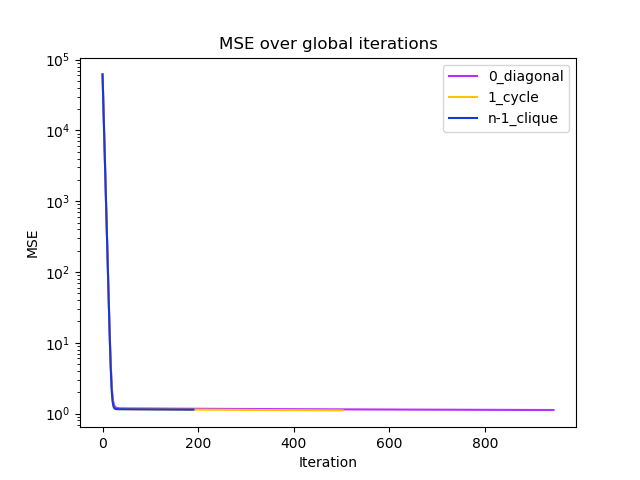 MSE over global iterations
10^5
10^4
10^3
10^2
10^1
10^0
MSE
0_diagonal
1_cycle
n-1_clique
0 200 400 600 800
Iteration